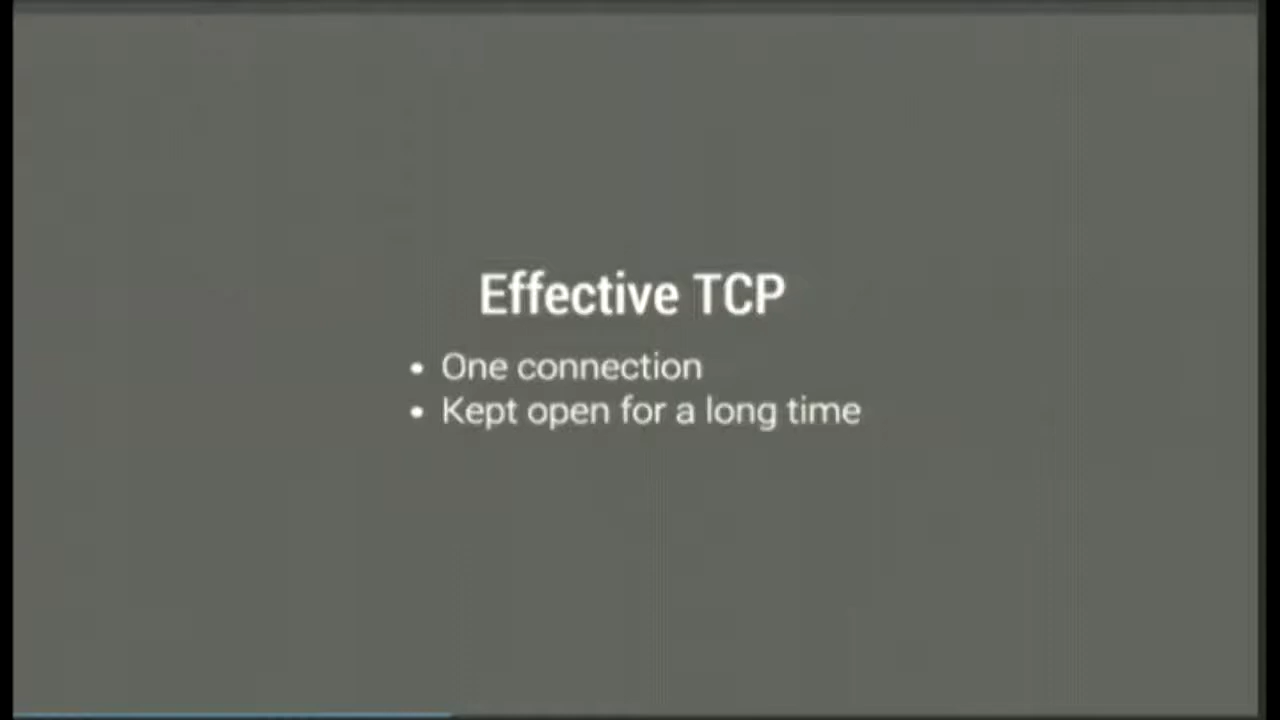 Effective TCP
• One connection
• Kept open for a long time